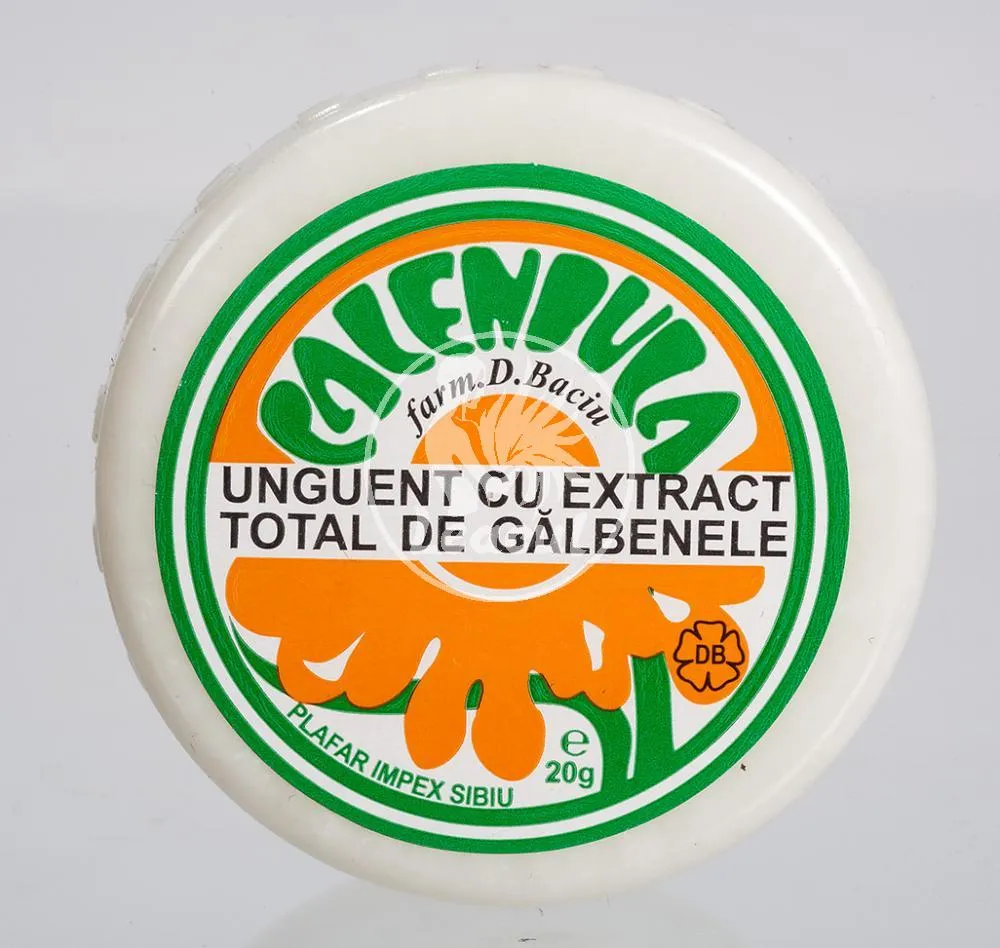 CALENDULA
farm.D.Baciu
UNGUENT CU EXTRACT
TOTAL DE GĂLBENELE
DB
PLAFAR IMPEX SIBIU
e
20g